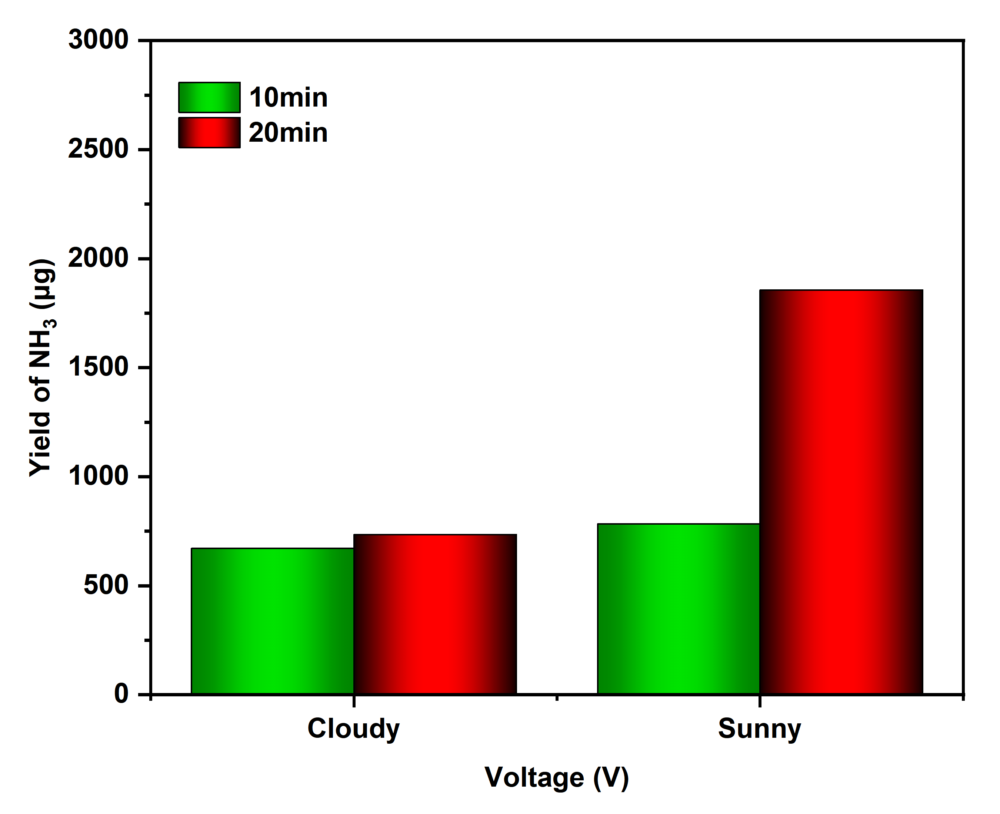 3000
2500
2000
1500
1000
500
0
10min
20min
Yield of NH₃ (µg)
Cloudy
Sunny
Voltage (V)